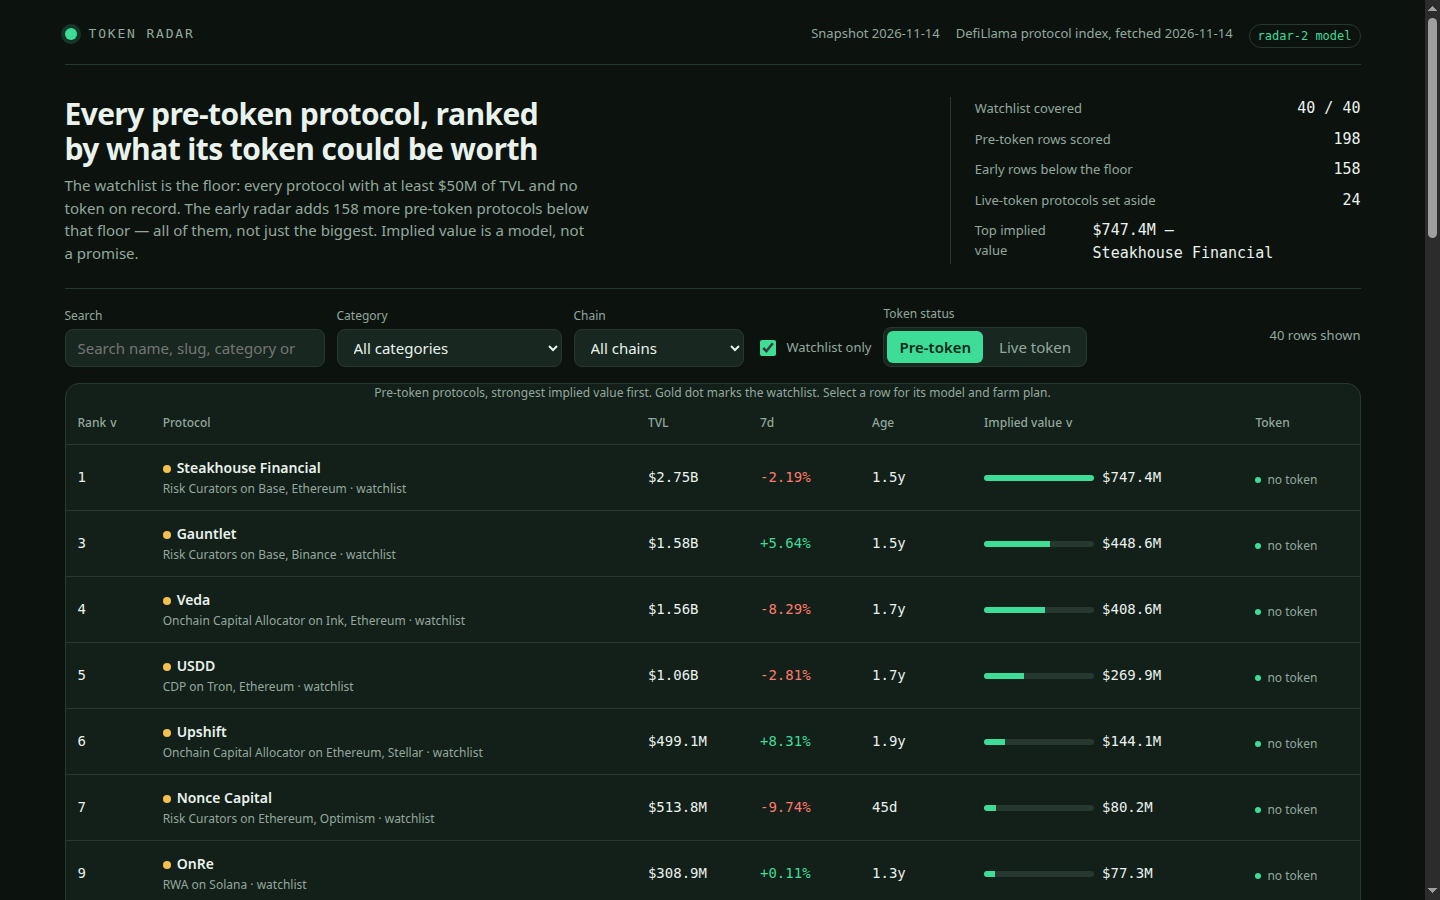 TOKEN RADAR
Snapshot 2026-11-14 DefiLlama protocol index, fetched 2026-11-14 radar-2 model
Every pre-token protocol, ranked
by what its token could be worth
The watchlist is the floor: every protocol with at least $50M of TVL and no
token on record. The early radar adds 158 more pre-token protocols below
that floor — all of them, not just the biggest. Implied value is a model, not
a promise.
Watchlist covered 40 / 40
Pre-token rows scored 198
Early rows below the floor 158
Live-token protocols set aside 24
Top implied value $747.4M — Steakhouse Financial
Search Category Chain Token status
Search name, slug, category or All categories All chains Watchlist only Pre-token Live token 40 rows shown
Pre-token protocols, strongest implied value first. Gold dot marks the watchlist. Select a row for its model and farm plan.
Rank v Protocol TVL 7d Age Implied value v Token
1 Steakhouse Financial $2.75B -2.19% 1.5y $747.4M no token
Risk Curators on Base, Ethereum · watchlist
3 Gauntlet $1.58B +5.64% 1.5y $448.6M no token
Risk Curators on Base, Binance · watchlist
4 Veda $1.56B -8.29% 1.7y $408.6M no token
Onchain Capital Allocator on Ink, Ethereum · watchlist
5 USDD $1.06B -2.81% 1.7y $269.9M no token
CDP on Tron, Ethereum · watchlist
6 Upshift $499.1M +8.31% 1.9y $144.1M no token
Onchain Capital Allocator on Ethereum, Stellar · watchlist
7 Nonce Capital $513.8M -9.74% 45d $80.2M no token
Risk Curators on Ethereum, Optimism · watchlist
9 OnRe $308.9M +0.11% 1.3y $77.3M no token
RWA on Solana · watchlist